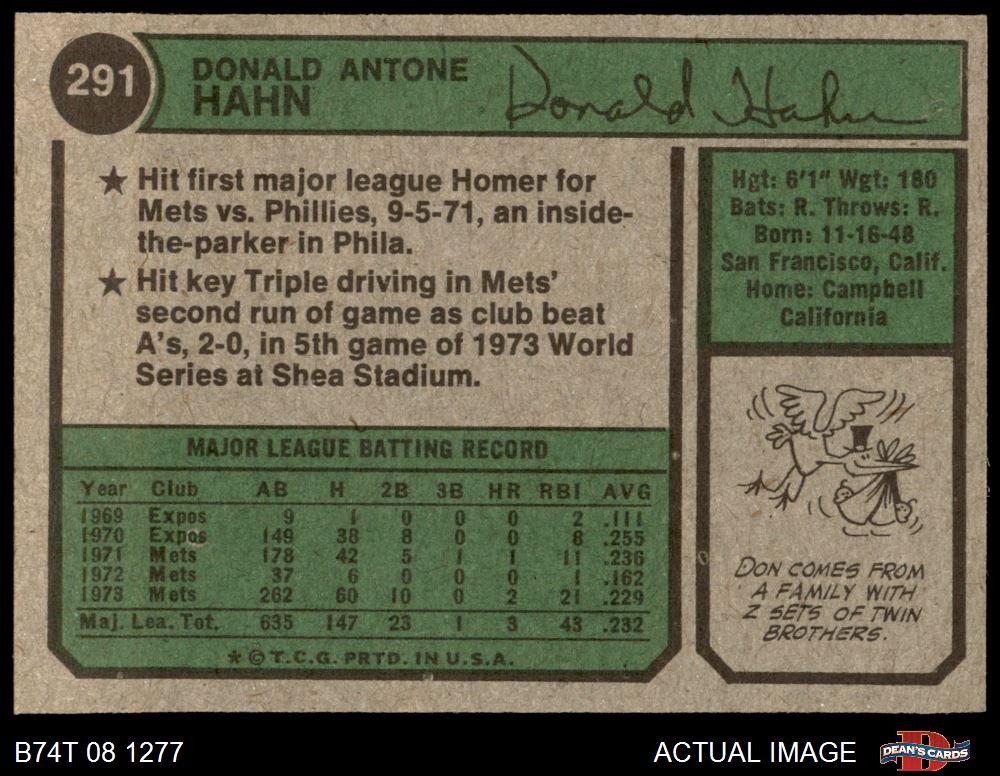 291
DONALD ANTONE
HAHN
Donald Hahn
★ Hit first major league Homer for
Mets vs. Phillies, 9-5-71, an inside-
the-parker in Phila.
★ Hit key Triple driving in Mets'
second run of game as club beat
A's, 2-0, in 5th game of 1973 World
Series at Shea Stadium.
Hgt: 6'1" Wgt: 180
Bats: R. Throws: R.
Born: 11-16-48
San Francisco, Calif.
Home: Campbell
California
MAJOR LEAGUE BATTING RECORD
Year Club AB H 2B 3B HR RBI AVG
1969 Expos 9 1 0 0 0 2 .111
1970 Expos 149 38 8 0 0 8 .255
1971 Mets 178 42 5 1 1 11 .236
1972 Mets 37 6 0 0 0 1 .162
1973 Mets 262 60 10 0 2 21 .229
Maj. Lea. Tot. 635 147 23 1 3 43 .232
* © T.C.G. PRTD. IN U.S.A.
DON COMES FROM
A FAMILY WITH
2 SETS OF TWIN
BROTHERS.
B74T 08 1277
ACTUAL IMAGE
DEAN'S CARDS